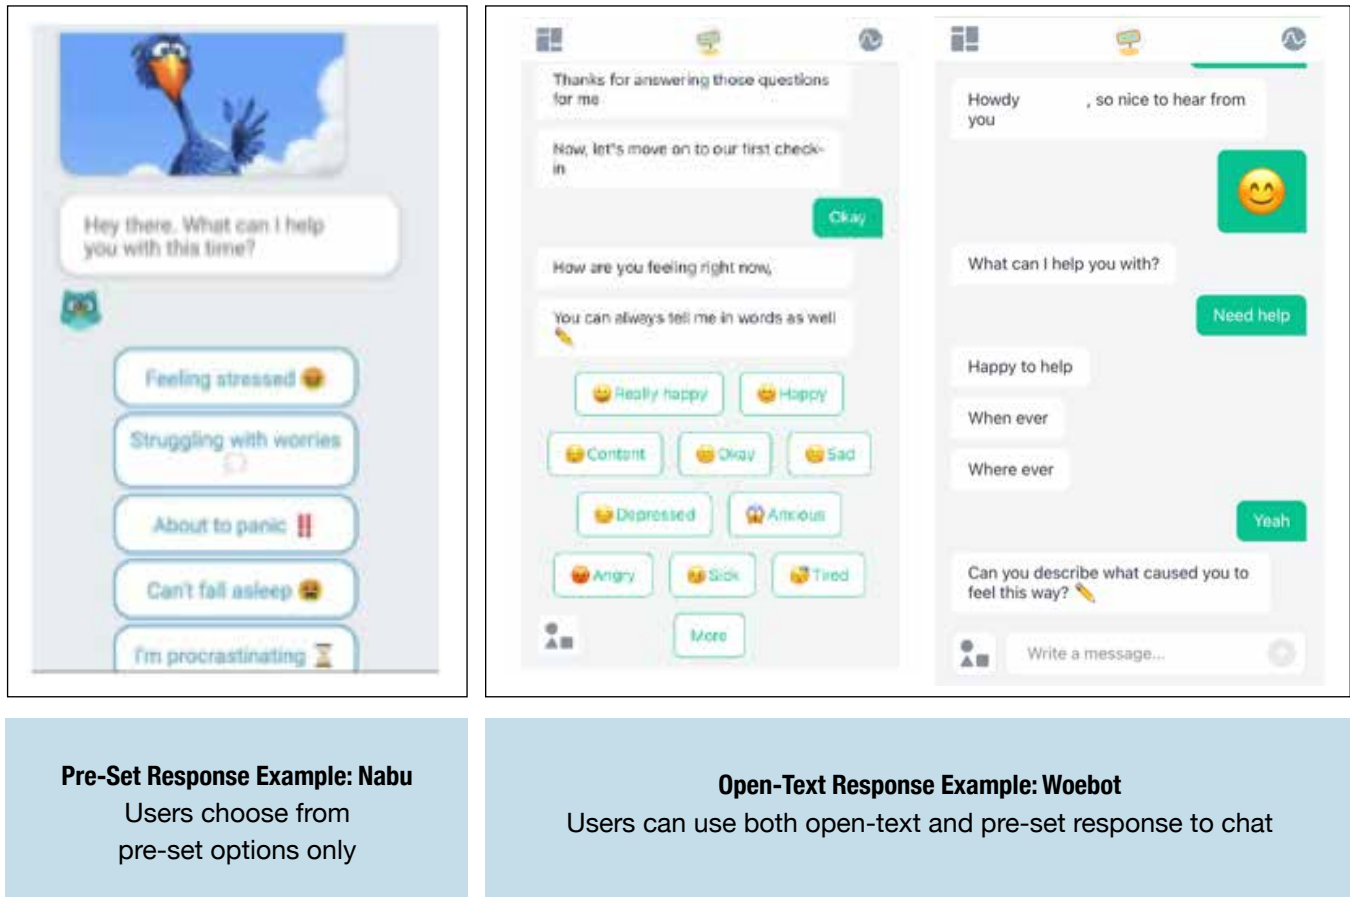 Hey there. What can I help
you with this time?
Feeling stressed
Struggling with worries
About to panic ‼
Can't fall asleep
I'm procrastinating ⏳
Thanks for answering those questions
for me
Now, let's move on to our first check-
in
Okay
How are you feeling right now,
You can always tell me in words as well
Really happy
Happy
Content
Okay
Sad
Depressed
Anxious
Angry
Sick
Tired
More
Howdy , so nice to hear from
you
What can I help you with?
Need help
Happy to help
When ever
Where ever
Yeah
Can you describe what caused you to
feel this way?
Write a message...
Pre-Set Response Example: Nabu
Users choose from
pre-set options only
Open-Text Response Example: Woebot
Users can use both open-text and pre-set response to chat